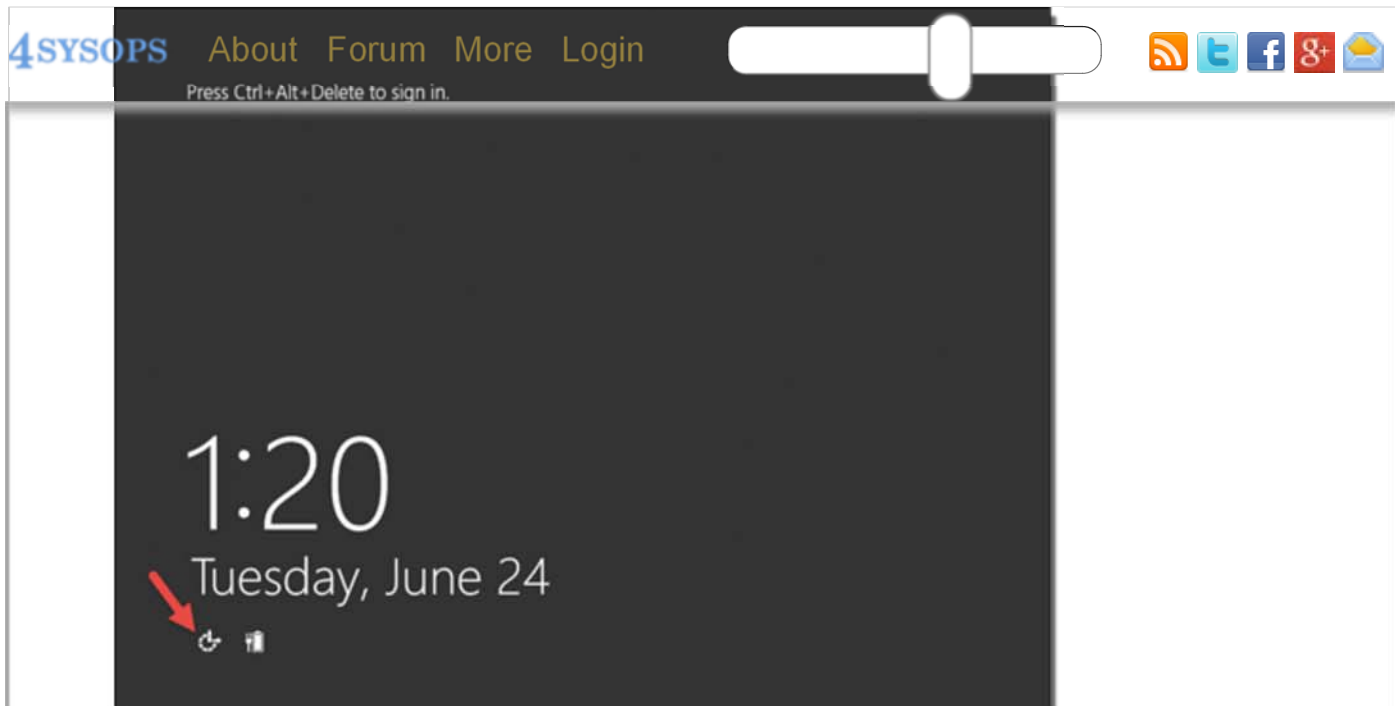 4SYSOPS About Forum More Login
Press Ctrl+Alt+Delete to sign in.
1:20
Tuesday, June 24